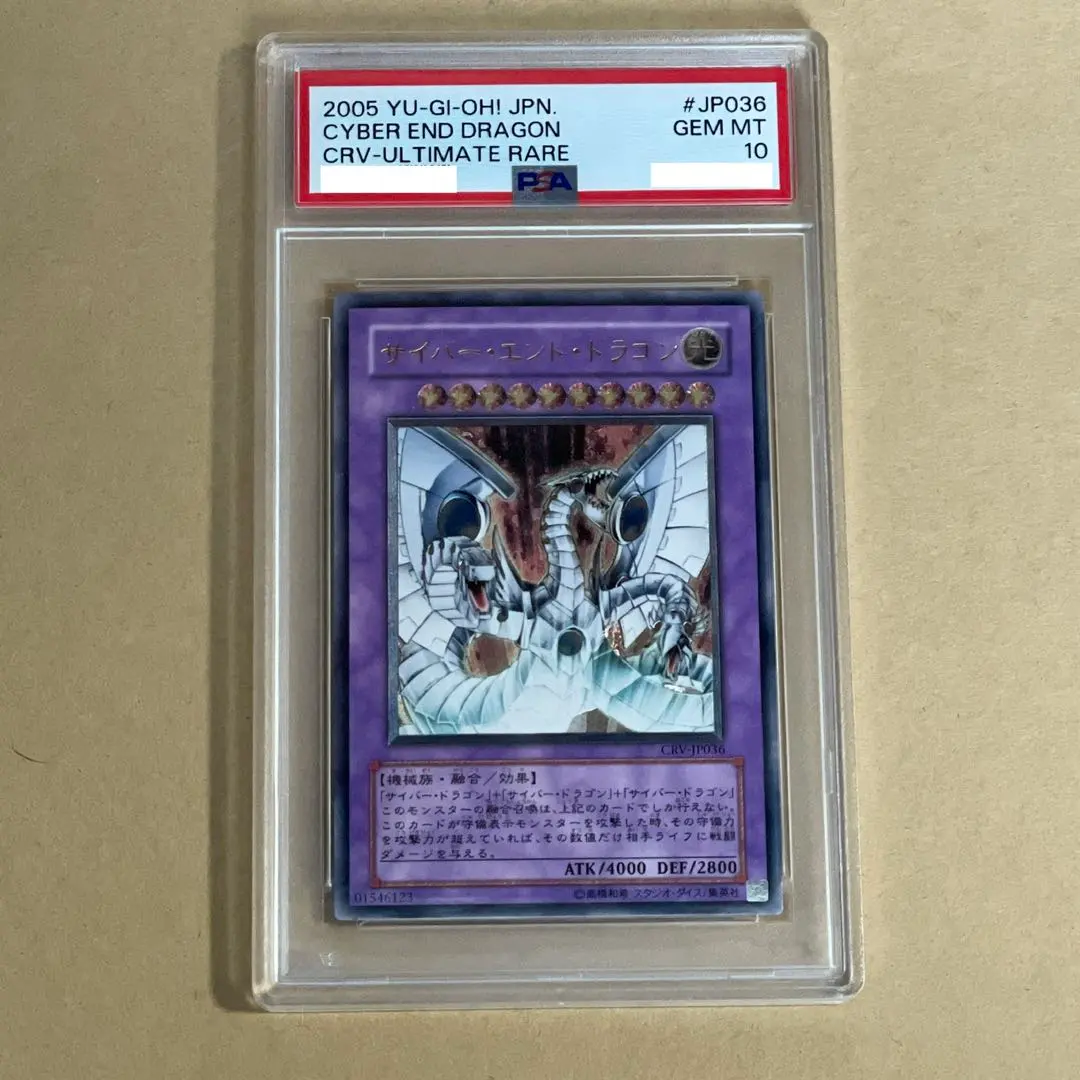 2005 YU-GI-OH! JPN. #JP036
CYBER END DRAGON GEM MT
CRV-ULTIMATE RARE 10
PSA
サイバー・エンド・ドラゴン 光
CRV-JP036
【機械族・融合／効果】
「サイバー・ドラゴン」+「サイバー・ドラゴン」+「サイバー・ドラゴン」
このモンスターの融合召喚は、上記のカードでしか行えない。
このカードが守備表示モンスターを攻撃した時、その守備力
を攻撃力が超えていれば、その数値だけ相手ライフに戦闘
ダメージを与える。
ATK/4000 DEF/2800
01546123 ©高橋和希 スタジオ・ダイス/集英社